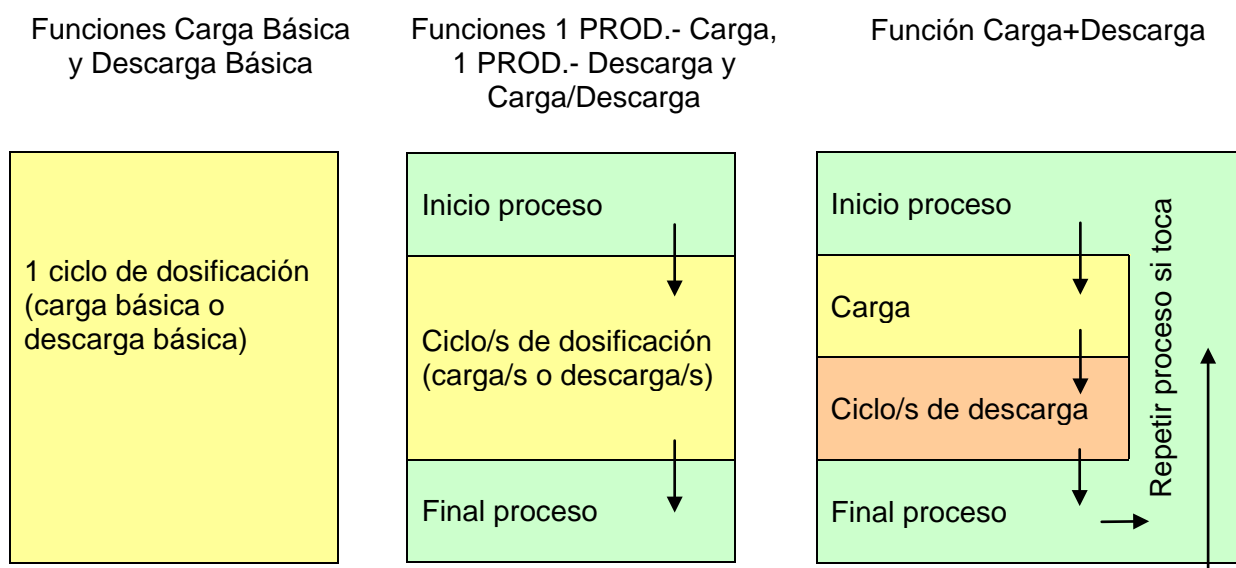 Funciones Carga Básica
y Descarga Básica
Funciones 1 PROD.- Carga,
1 PROD.- Descarga y
Carga/Descarga
Función Carga+Descarga
1 ciclo de dosificación
(carga básica o
descarga básica)
Inicio proceso
Ciclo/s de dosificación
(carga/s o descarga/s)
Final proceso
Inicio proceso
Carga
Ciclo/s de descarga
Final proceso
Repetir proceso si toca